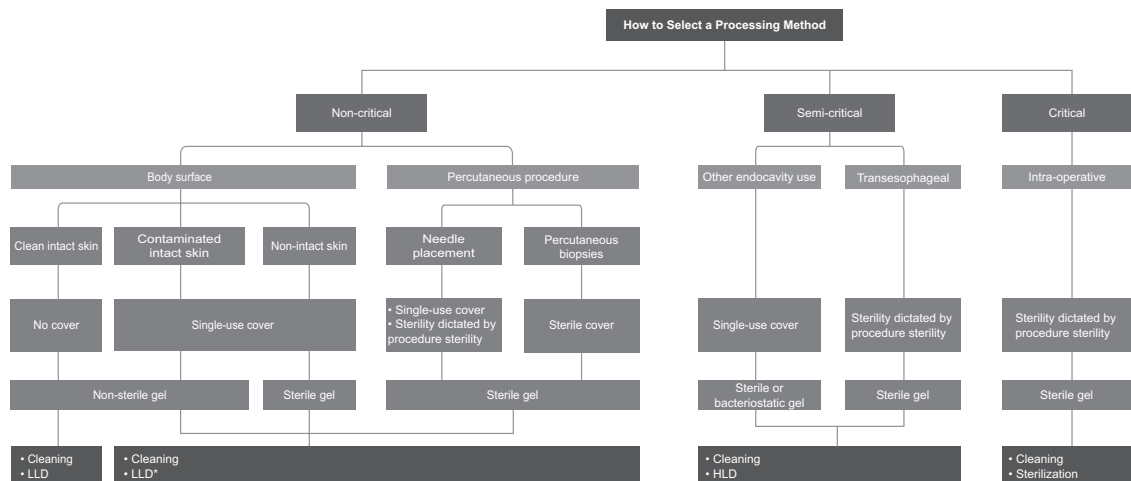 How to Select a Processing Method
Non-critical
Semi-critical
Critical
Body surface
Percutaneous procedure
Other endocavity use
Transesophageal
Intra-operative
Clean intact skin
Contaminated
intact skin
Non-intact skin
Needle
placement
Percutaneous
biopsies
No cover
Single-use cover
• Single-use cover
• Sterility dictated by
procedure sterility
Sterile cover
Single-use cover
Sterility dictated by
procedure sterility
Sterility dictated by
procedure sterility
Non-sterile gel
Sterile gel
Sterile gel
Sterile or
bacteriostatic gel
Sterile gel
Sterile gel
• Cleaning
• LLD
• Cleaning
• LLD*
• Cleaning
• HLD
• Cleaning
• Sterilization